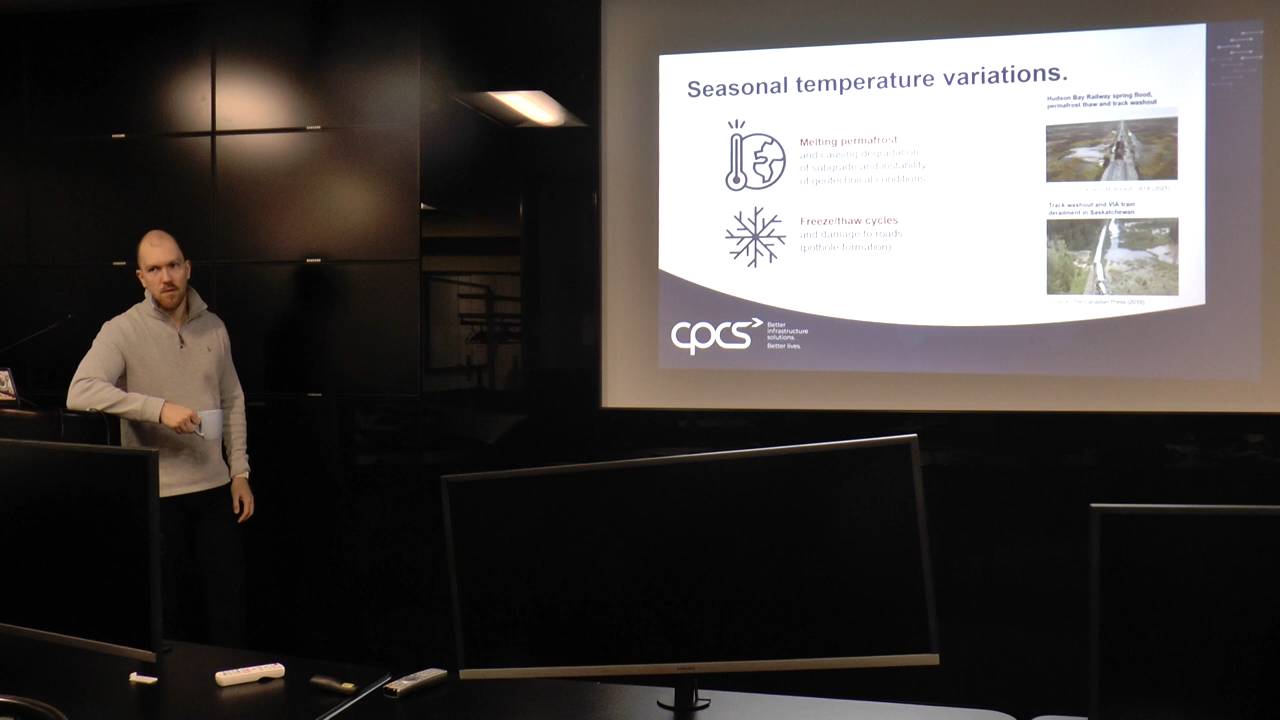 Seasonal temperature variations.
Hudson Bay Railway spring flood,
permafrost thaw and track washout
Melting permafrost
and causing degradation
of subgrade and instability
of geotechnical conditions
Track washout and VIA train
derailment in Saskatchewan
Freeze/thaw cycles
and damage to roads
(pothole formation)
Canadian Press
cpcs
Better
infrastructure
solutions.
Better lives.